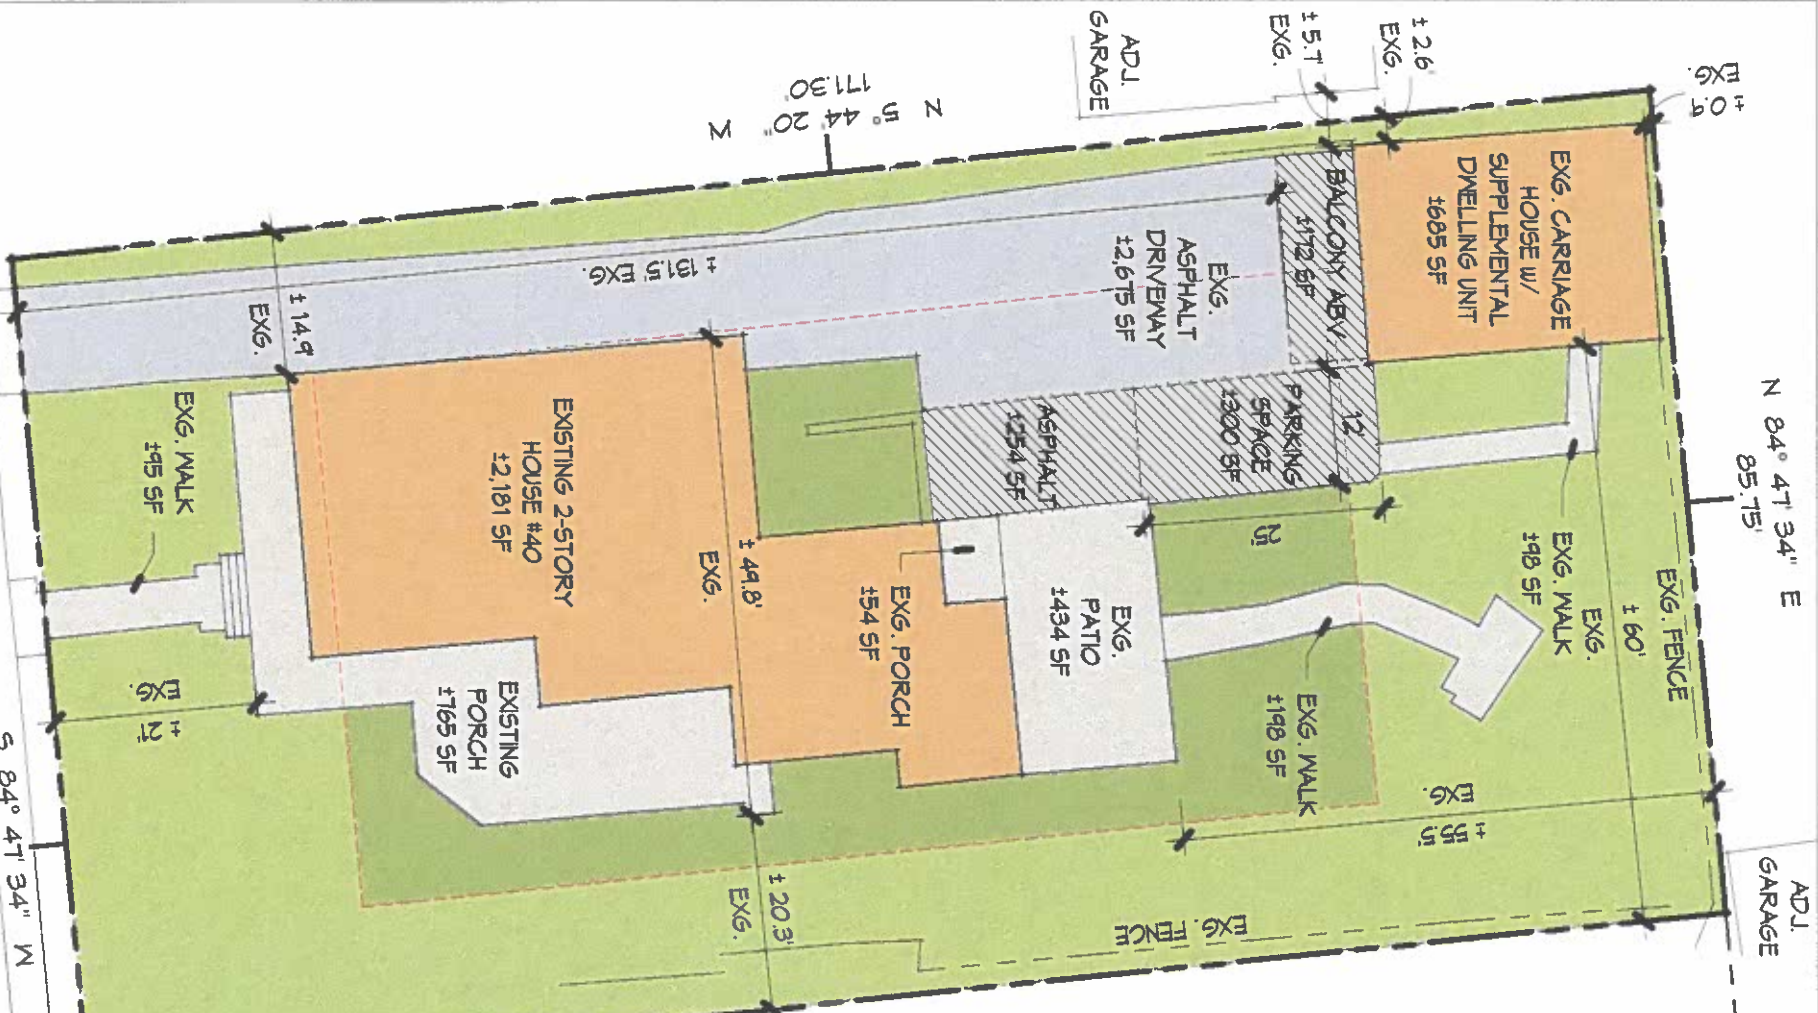 ADJ.
GARAGE
± 5.7'
EXG.
± 2.6'
EXG.
± 0.9
EXG.
N 5° 44' 20" W
171.30'
EXG. CARRIAGE
HOUSE W/
SUPPLEMENTAL
DWELLING UNIT
±685 SF
BALCONY ABV.
±172 SF
EXG.
ASPHALT
DRIVEWAY
±2,675 SF
± 131.5' EXG.
± 14.9'
EXG.
N 84° 47' 34" E
85.75'
PARKING
SPACE
±300 SF
12'
ASPHALT
±254 SF
25'
EXG. WALK
±95 SF
EXISTING 2-STORY
HOUSE #40
±2,181 SF
± 49.8'
EXG.
EXG. PORCH
±54 SF
EXG.
PATIO
±434 SF
EXG. WALK
±98 SF
± 60'
EXG.
EXG. FENCE
EXG. WALK
±198 SF
± 21'
EXG.
EXISTING
PORCH
±765 SF
± 55.5'
EXG.
± 20.3'
EXG.
EXG. FENCE
ADJ.
GARAGE
S 84° 47' 34" W